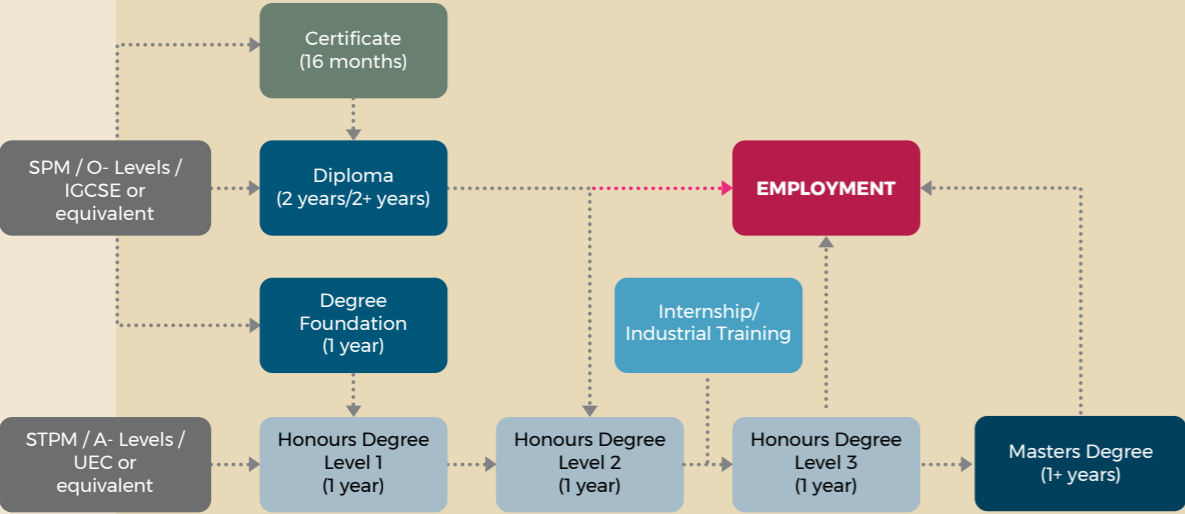 Certificate
(16 months)
SPM / O- Levels /
IGCSE or
equivalent
Diploma
(2 years/2+ years)
EMPLOYMENT
Degree
Foundation
(1 year)
Internship/
Industrial Training
STPM / A- Levels /
UEC or
equivalent
Honours Degree
Level 1
(1 year)
Honours Degree
Level 2
(1 year)
Honours Degree
Level 3
(1 year)
Masters Degree
(1+ years)